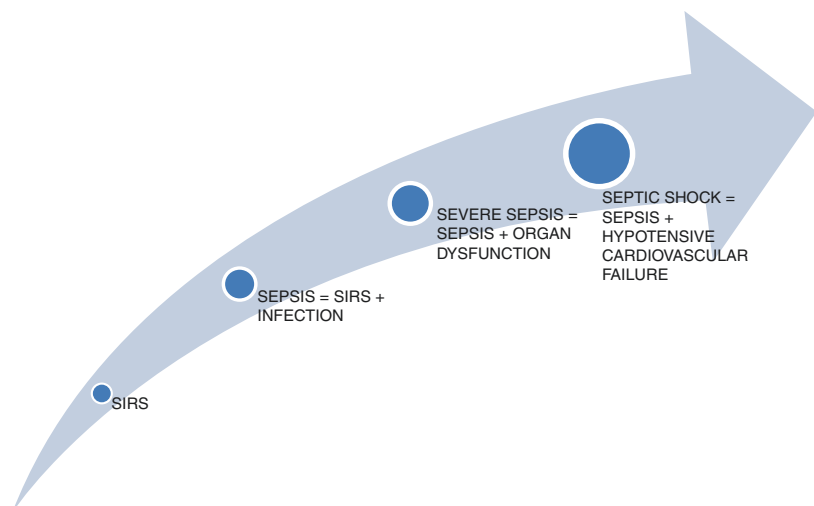 SIRS
SEPSIS = SIRS +
INFECTION
SEVERE SEPSIS =
SEPSIS + ORGAN
DYSFUNCTION
SEPTIC SHOCK =
SEPSIS +
HYPOTENSIVE
CARDIOVASCULAR
FAILURE